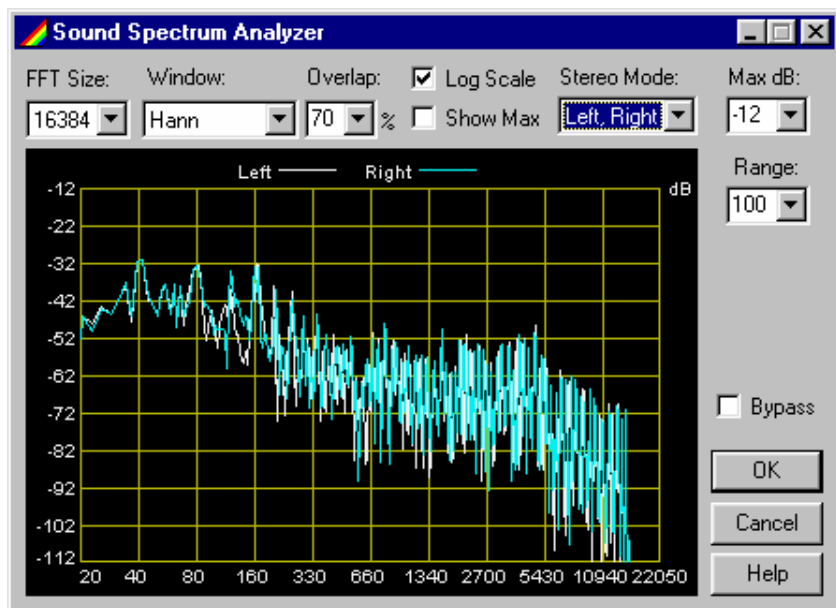 Sound Spectrum Analyzer
FFT Size: Window: Overlap: Log Scale Stereo Mode: Max dB:
16384 Hann 70 % Show Max Left, Right -12
Range:
100
Left Right
dB
-12
-22
-32
-42
-52
-62
-72
-82
-92
-102
-112
20 40 80 160 330 660 1340 2700 5430 10940 22050
Bypass
OK
Cancel
Help